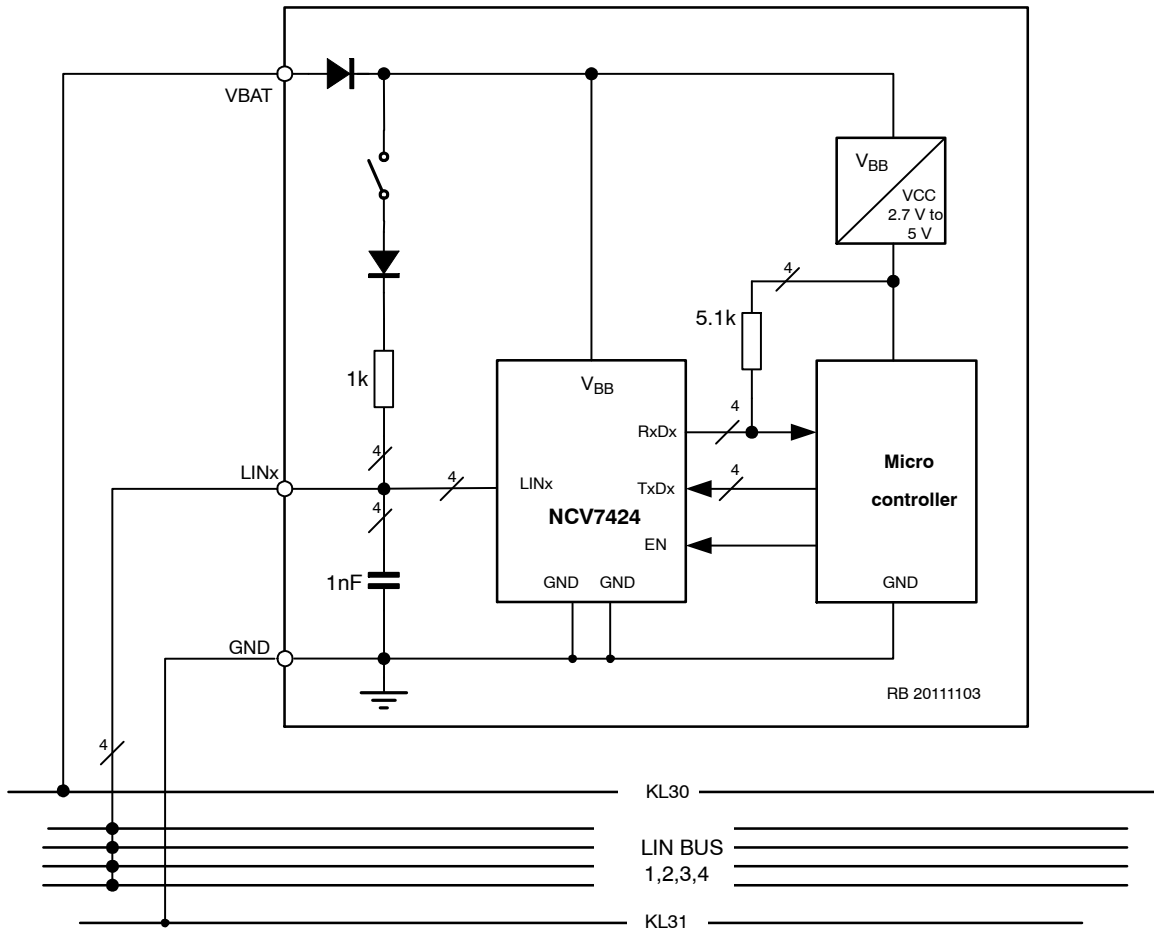 VBAT
V_BB
VCC
2.7 V to
5 V
4
5.1k
1k
V_BB
4
RxDx
4
LINx
4
LINx
TxDx
4
Micro
controller
NCV7424
4
EN
1nF
GND
GND
GND
GND
RB 20111103
4
KL30
LIN BUS
1,2,3,4
KL31